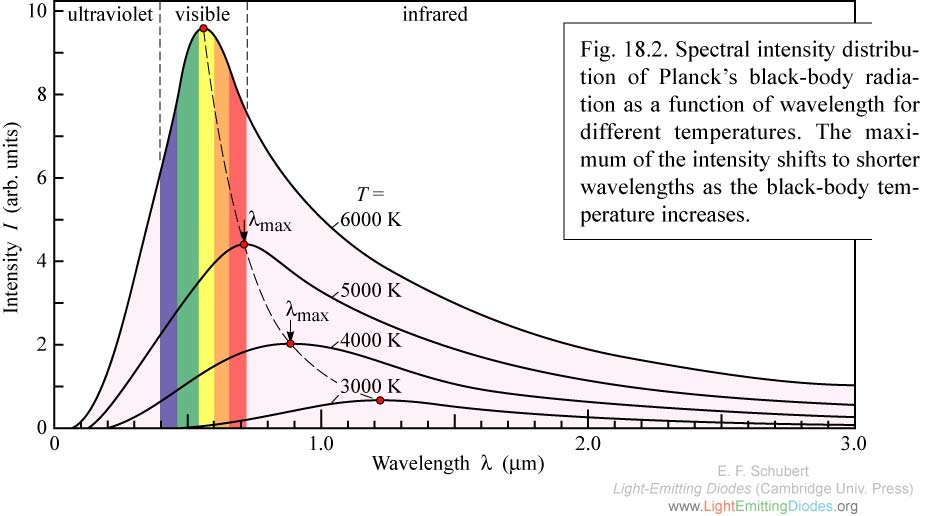 ultraviolet visible infrared
Fig. 18.2. Spectral intensity distribu-
tion of Planck's black-body radia-
tion as a function of wavelength for
different temperatures. The maxi-
mum of the intensity shifts to shorter
wavelengths as the black-body tem-
perature increases.
10
8
6
4
2
0
Intensity I (arb. units)
T =
6000 K
λmax
5000 K
λmax
4000 K
3000 K
0 1.0 2.0 3.0
Wavelength λ (μm)
E. F. Schubert
Light-Emitting Diodes (Cambridge Univ. Press)
www.LightEmittingDiodes.org